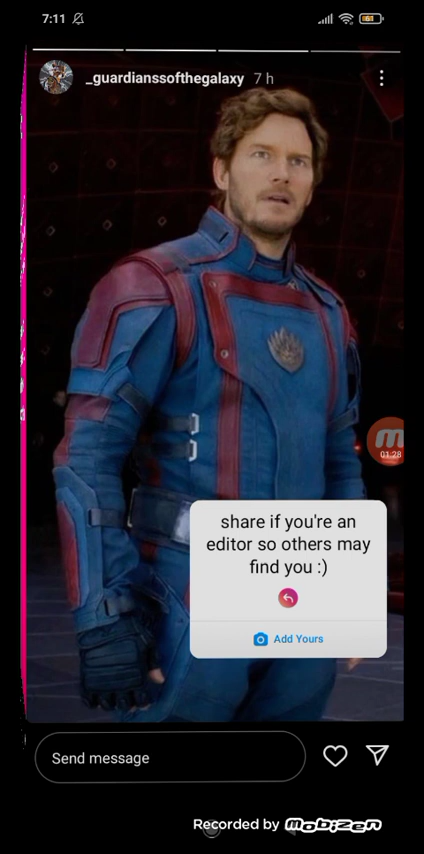 7:11
_guardianssofthegalaxy 7 h
01:28
share if you're an
editor so others may
find you :)
Add Yours
Send message
Recorded by mobizen